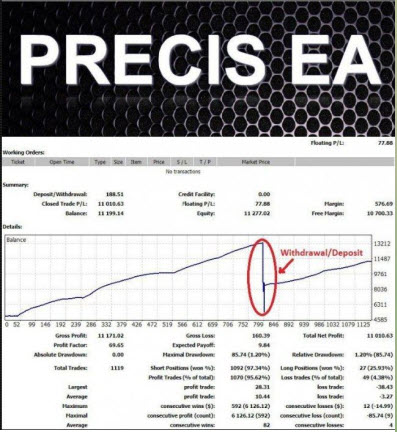 PRECIS EA
Floating P/L: 77.88
Working Orders:
Ticket Open Time Type Size Item Price S / L T / P Market Price
No transactions
Summary:
Deposit/Withdrawal: 188.51 Credit Facility: 0.00
Closed Trade P/L: 11 010.63 Floating P/L: 77.88 Margin: 576.69
Balance: 11 199.14 Equity: 11 277.02 Free Margin: 10 700.33
Details:
Balance
13212
11487
9761
8036
6311
4585
Withdrawal/Deposit
0 52 99 146 192 239 286 332 379 426 472 519 566 612 659 706 752 799 846 892 939 986 1032 1079 1125
Gross Profit: 11 171.02 Gross Loss: 160.39 Total Net Profit: 11 010.63
Profit Factor: 69.65 Expected Payoff: 9.84
Absolute Drawdown: 0.00 Maximal Drawdown: 85.74 (1.20%) Relative Drawdown: 1.20% (85.74)
Total Trades: 1119 Short Positions (won %): 1092 (97.34%) Long Positions (won %): 27 (25.93%)
Profit Trades (% of total): 1070 (95.62%) Loss trades (% of total): 49 (4.38%)
Largest profit trade: 28.31 loss trade: -38.43
Average profit trade: 10.44 loss trade: -3.27
Maximum consecutive wins ($): 592 (6 126.12) consecutive losses ($): 12 (-14.99)
Maximal consecutive profit (count): 6 126.12 (592) consecutive loss (count): -85.74 (9)
Average consecutive wins: 82 consecutive losses: 4